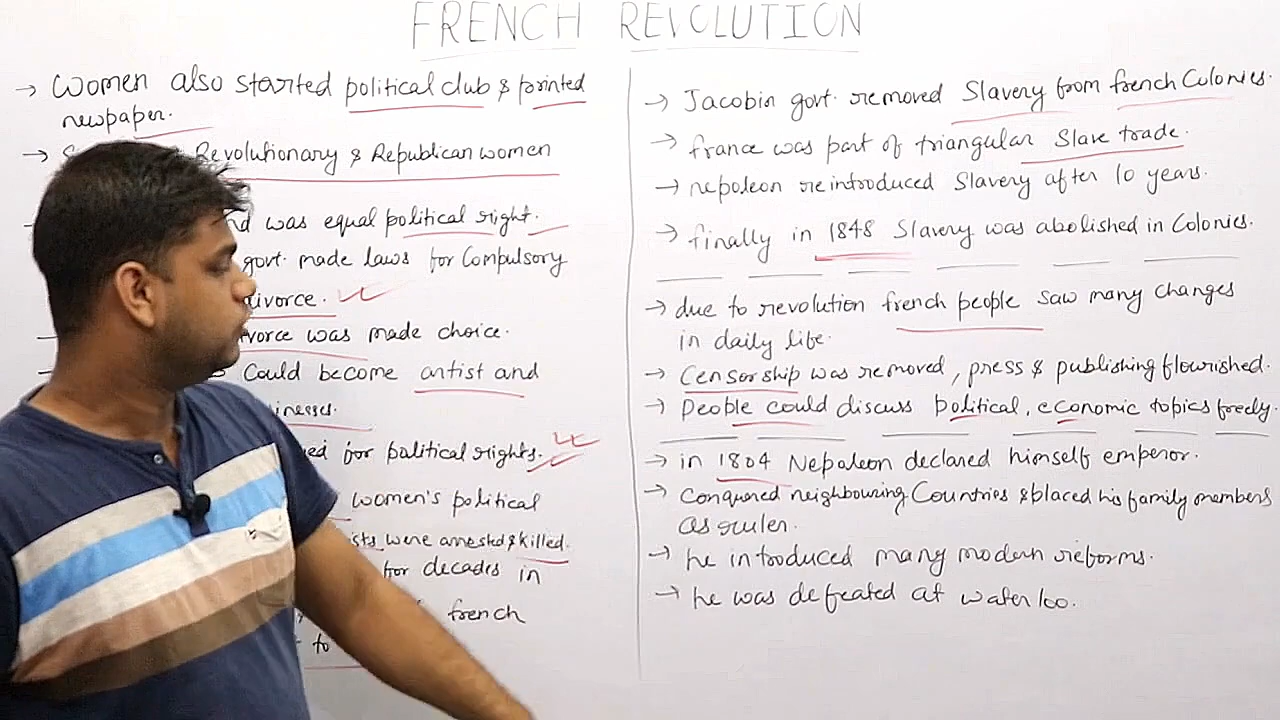 FRENCH REVOLUTION
→ Women also started political club & printed
newpaper.
→ Revolutionary & Republican women
was equal political right.
govt. made laws for Compulsory
divorce.
→ was made choice.
→ Could become artist and
for political rights.
women's political
were arrested & killed.
for decades in
french
to
→ Jacobin govt. removed Slavery from french Colonies.
→ france was part of triangular Slave trade.
→ nepoleon reintroduced Slavery after 10 years.
→ finally in 1848 Slavery was abolished in Colonies.
→ due to revolution french people saw many changes
in daily life.
→ Censorship was removed, press & publishing flourished.
→ People could discuss political, economic topics freely
→ in 1804 Nepoleon declared himself emperor.
→ Conquered neighbouring Countries & placed his family members
as ruler.
→ he introduced many modern reforms.
→ he was defeated at waterloo.